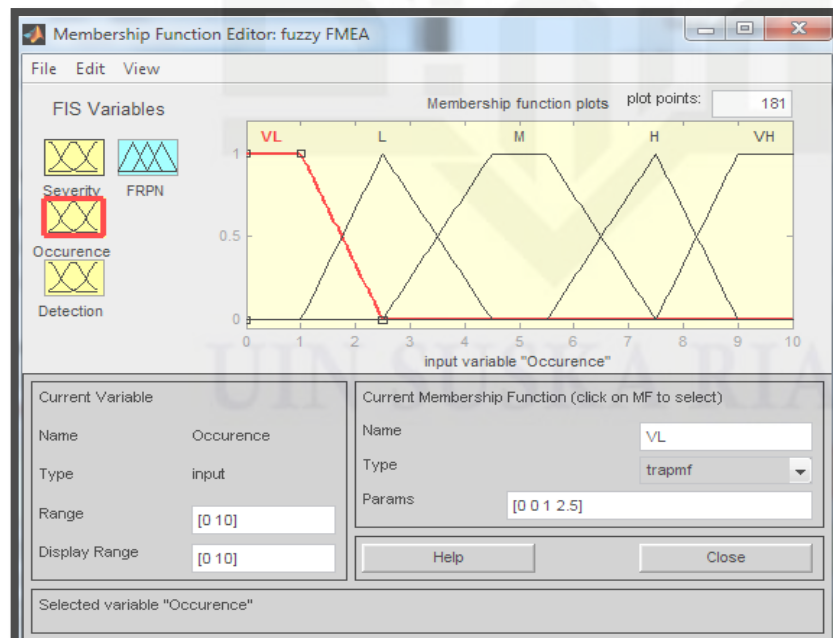 Membership Function Editor: fuzzy FMEA
File Edit View
FIS Variables
Severity FRPN
Occurence
Detection
Membership function plots plot points: 181
VL L M H VH
1
0.5
0
0 1 2 3 4 5 6 7 8 9 10
input variable "Occurence"
UIN SUSKA RIA
Current Variable
Name Occurence
Type input
Range [0 10]
Display Range [0 10]
Current Membership Function (click on MF to select)
Name VL
Type trapmf
Params [0 0 1 2.5]
Help Close
Selected variable "Occurence"